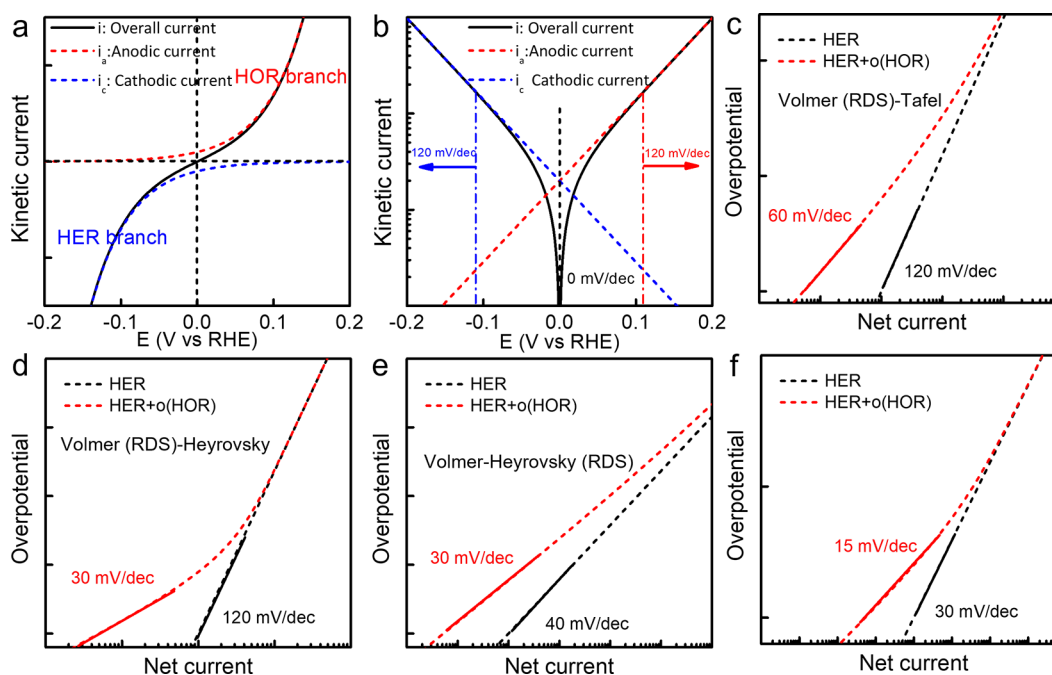 a
i: Overall current
ia:Anodic current
ic: Cathodic current
HOR branch
HER branch
Kinetic current
-0.2
-0.1
0.0
0.1
0.2
E (V vs RHE)
b
i: Overall current
ia:Anodic current
ic Cathodic current
120 mV/dec
120 mV/dec
0 mV/dec
Kinetic current
-0.2
-0.1
0.0
0.1
0.2
E (V vs RHE)
c
HER
HER+o(HOR)
Volmer (RDS)-Tafel
60 mV/dec
120 mV/dec
Overpotential
Net current
d
HER
HER+o(HOR)
Volmer (RDS)-Heyrovsky
30 mV/dec
120 mV/dec
Overpotential
Net current
e
HER
HER+o(HOR)
Volmer-Heyrovsky (RDS)
30 mV/dec
40 mV/dec
Overpotential
Net current
f
HER
HER+o(HOR)
15 mV/dec
30 mV/dec
Overpotential
Net current